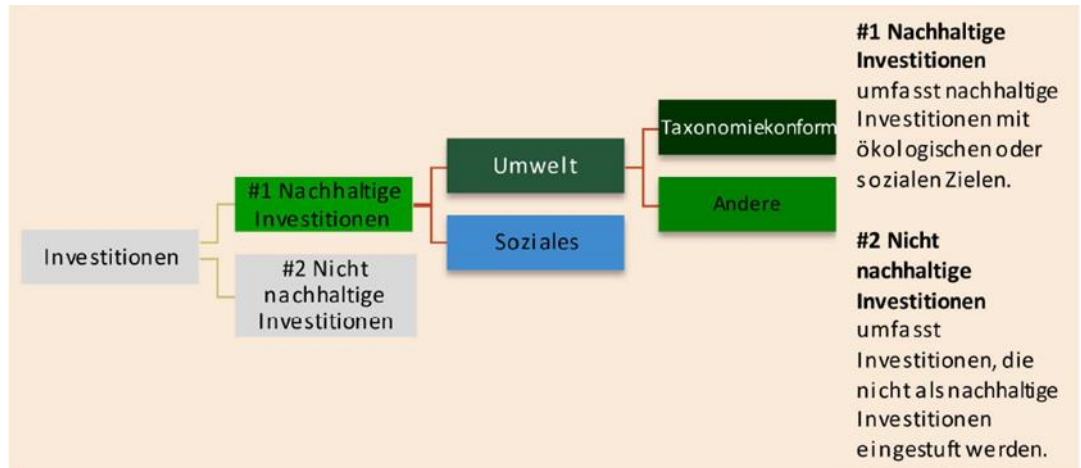 Investitionen
#1 Nachhaltige
Investitionen
#2 Nicht
nachhaltige
Investitionen
Umwelt
Soziales
Taxonomiekonform
Andere
#1 Nachhaltige
Investitionen
umfasst nachhaltige
Investitionen mit
ökologischen oder
sozialen Zielen.
#2 Nicht
nachhaltige
Investitionen
umfasst
Investitionen, die
nicht als nachhaltige
Investitionen
eingestuft werden.